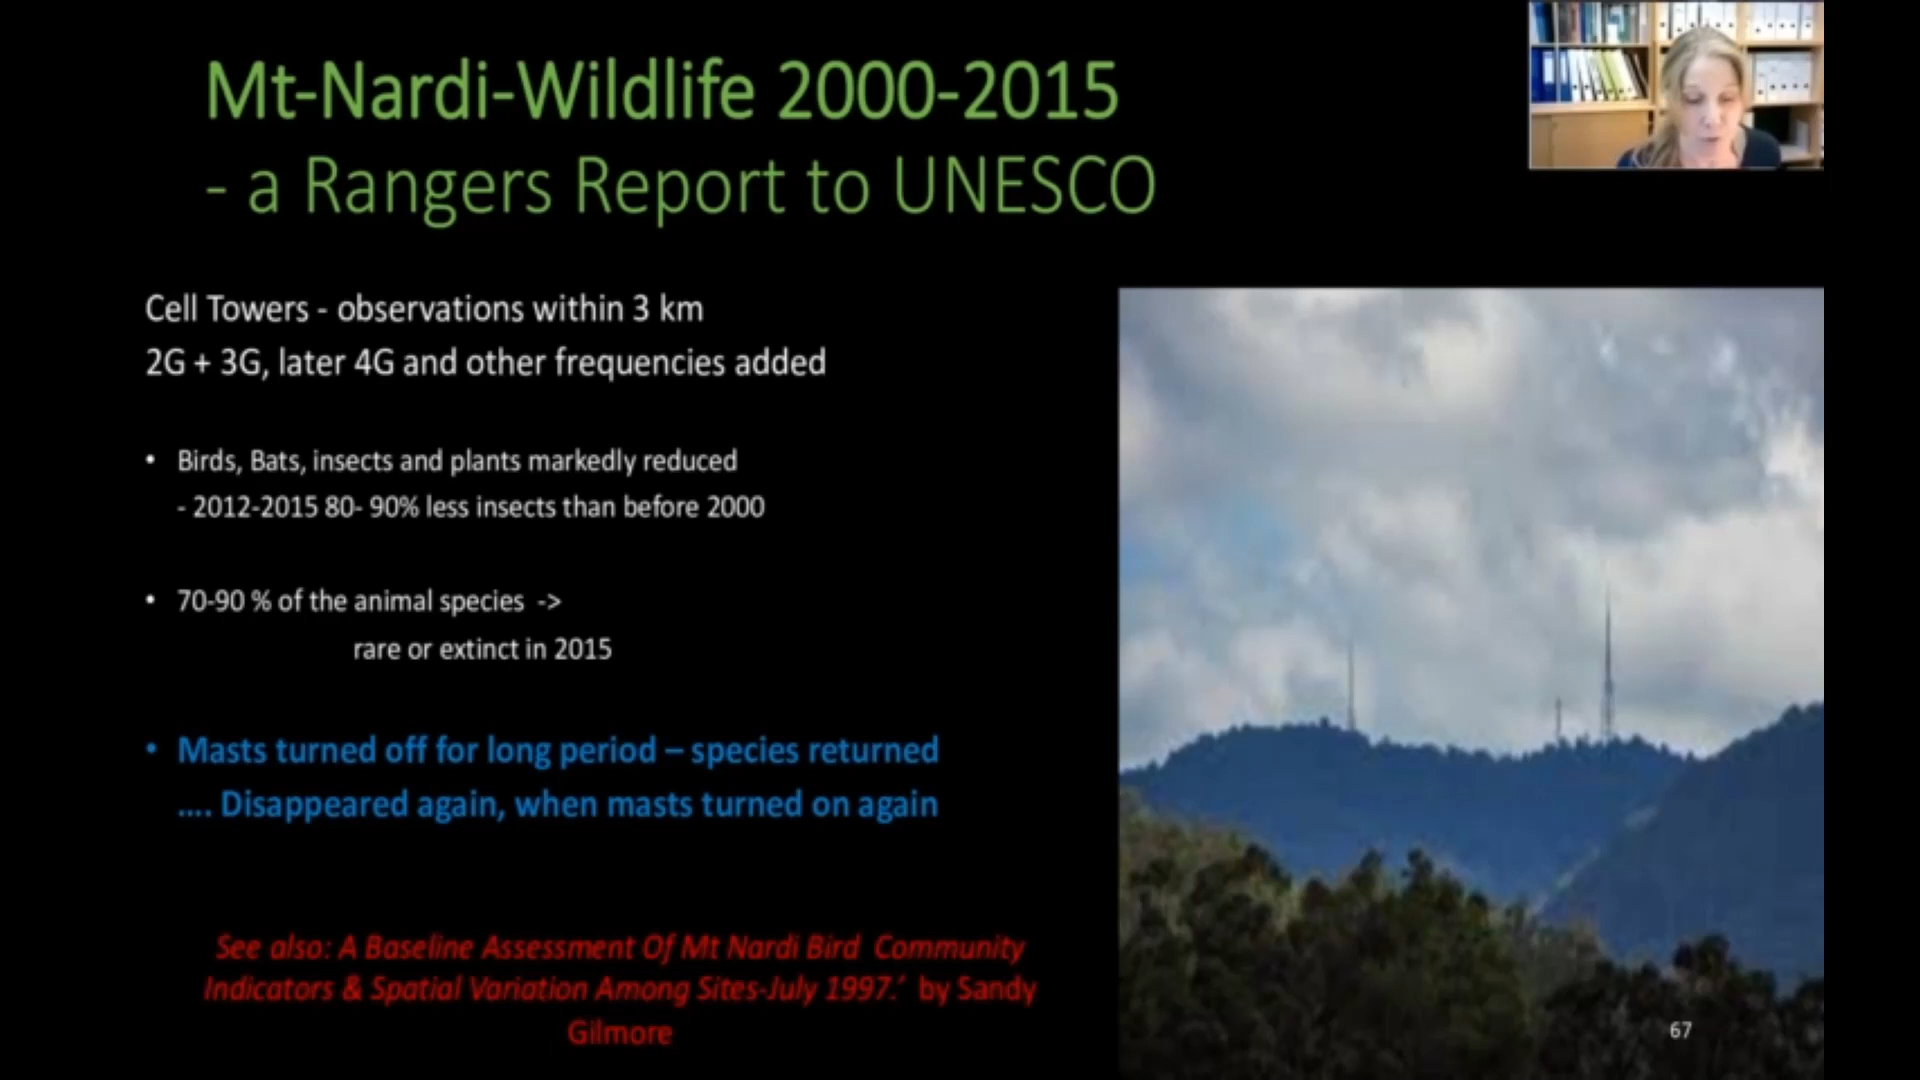 Mt-Nardi-Wildlife 2000-2015
- a Rangers Report to UNESCO
Cell Towers - observations within 3 km
2G + 3G, later 4G and other frequencies added
• Birds, Bats, insects and plants markedly reduced
- 2012-2015 80- 90% less insects than before 2000
• 70-90 % of the animal species ->
rare or extinct in 2015
• Masts turned off for long period – species returned
.... Disappeared again, when masts turned on again
See also: A Baseline Assessment Of Mt Nardi Bird Community
Indicators & Spatial Variation Among Sites-July 1997.’ by Sandy
Gilmore
67